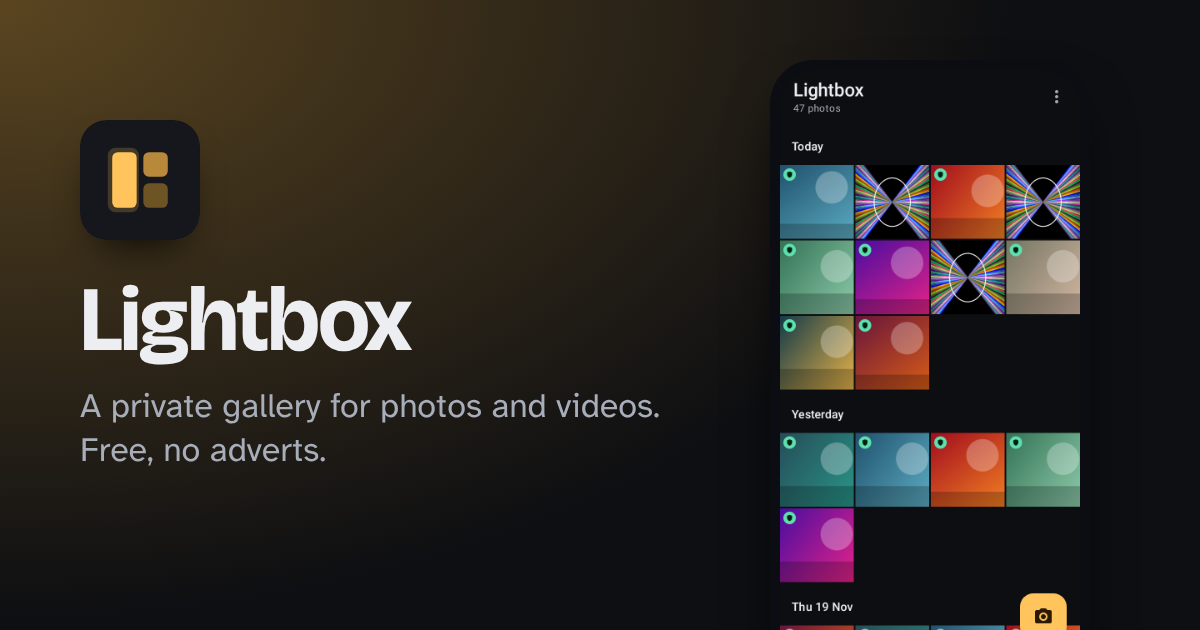 Lightbox
A private gallery for photos and videos.
Free, no adverts.
Lightbox
47 photos
Today
Yesterday
Thu 19 Nov